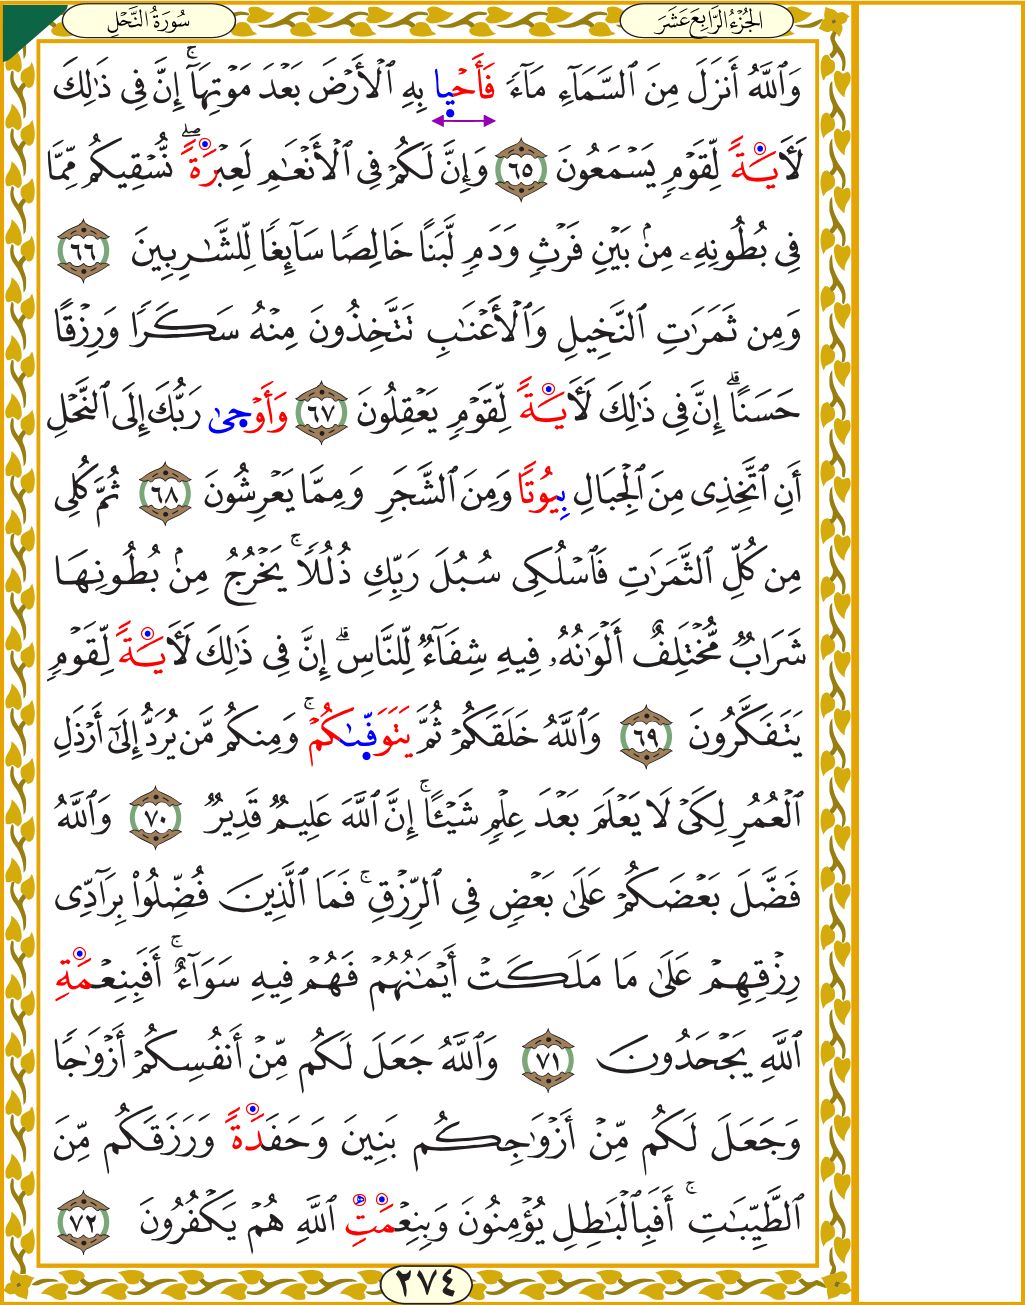 الجُزْءُ الرَّابِعَ عَشَرَ
سُورَةُ النَّحْلِ
وَٱللَّهُ أَنزَلَ مِنَ ٱلسَّمَآءِ مَآءٗ فَأَحۡيِا بِهِ ٱلۡأَرۡضَ بَعۡدَ مَوۡتِهَآۚ إِنَّ فِي ذَٰلِكَ
لَأٓيَةٗ لِّقَوۡمٖ يَسۡمَعُونَ ٦٥ وَإِنَّ لَكُمۡ فِي ٱلۡأَنۡعَٰمِ لَعِبۡرَةٗۖ نُّسۡقِيكُم مِّمَّا
فِي بُطُونِهِۦ مِنۢ بَيۡنِ فَرۡثٖ وَدَمٖ لَّبَنًا خَالِصٗا سَآئِغٗا لِّلشَّٰرِبِينَ ٦٦
وَمِن ثَمَرَٰتِ ٱلنَّخِيلِ وَٱلۡأَعۡنَٰبِ تَتَّخِذُونَ مِنۡهُ سَكَرٗا وَرِزۡقًا
حَسَنًاۗ إِنَّ فِي ذَٰلِكَ لَأٓيَةٗ لِّقَوۡمٖ يَعۡقِلُونَ ٦٧ وَأَوۡحِىٰ رَبُّكَ إِلَى ٱلنَّحۡلِ
أَنِ ٱتَّخِذِي مِنَ ٱلۡجِبَالِ بِيُوتٗا وَمِنَ ٱلشَّجَرِ وَمِمَّا يَعۡرِشُونَ ٦٨ ثُمَّ كُلِي
مِن كُلِّ ٱلثَّمَرَٰتِ فَٱسۡلُكِي سُبُلَ رَبِّكِ ذُلُلٗاۚ يَخۡرُجُ مِنۢ بُطُونِهَا
شَرَابٞ مُّخۡتَلِفٌ أَلۡوَٰنُهُۥ فِيهِ شِفَآءٞ لِّلنَّاسِۗ إِنَّ فِي ذَٰلِكَ لَأٓيَةٗ لِّقَوۡمٖ
يَتَفَكَّرُونَ ٦٩ وَٱللَّهُ خَلَقَكُمۡ ثُمَّ يَتَوَفِّىٰكُمۡۚ وَمِنكُم مَّن يُرَدُّ إِلَىٰٓ أَرۡذَلِ
ٱلۡعُمُرِ لِكَيۡ لَا يَعۡلَمَ بَعۡدَ عِلۡمٖ شَيۡـًٔاۚ إِنَّ ٱللَّهَ عَلِيمٞ قَدِيرٞ ٧٠ وَٱللَّهُ
فَضَّلَ بَعۡضَكُمۡ عَلَىٰ بَعۡضٖ فِي ٱلرِّزۡقِۚ فَمَا ٱلَّذِينَ فُضِّلُواْ بِرَآدِّي
رِزۡقِهِمۡ عَلَىٰ مَا مَلَكَتۡ أَيۡمَٰنُهُمۡ فَهُمۡ فِيهِ سَوَآءٌۚ أَفَبِنِعۡمَةِ
ٱللَّهِ يَجۡحَدُونَ ٧١ وَٱللَّهُ جَعَلَ لَكُم مِّنۡ أَنفُسِكُمۡ أَزۡوَٰجٗا
وَجَعَلَ لَكُم مِّنۡ أَزۡوَٰجِكُم بَنِينَ وَحَفَدَةٗ وَرَزَقَكُم مِّنَ
ٱلطَّيِّبَٰتِۚ أَفَبِٱلۡبَٰطِلِ يُؤۡمِنُونَ وَبِنِعۡمَتِ ٱللَّهِ هُمۡ يَكۡفُرُونَ ٧٢
٢٧٤